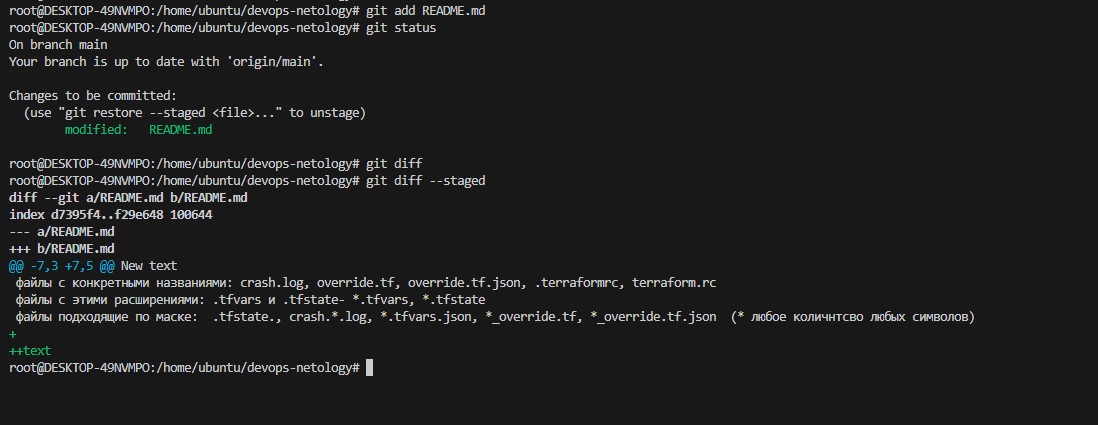 root@DESKTOP-49NVMPO:/home/ubuntu/devops-netology# git add README.md
root@DESKTOP-49NVMPO:/home/ubuntu/devops-netology# git status
On branch main
Your branch is up to date with 'origin/main'.
Changes to be committed:
  (use "git restore --staged <file>..." to unstage)
        modified:   README.md
root@DESKTOP-49NVMPO:/home/ubuntu/devops-netology# git diff
root@DESKTOP-49NVMPO:/home/ubuntu/devops-netology# git diff --staged
diff --git a/README.md b/README.md
index d7395f4..f29e648 100644
--- a/README.md
+++ b/README.md
@@ -7,3 +7,5 @@ New text
 файлы с конкретными названиями: crash.log, override.tf, override.tf.json, .terraformrc, terraform.rc
 файлы с этими расширениями: .tfvars и .tfstate- *.tfvars, *.tfstate
 файлы подходящие по маске:  .tfstate., crash.*.log, *.tfvars.json, *_override.tf, *_override.tf.json  (* любое количнтсво любых символов)
+
++text
root@DESKTOP-49NVMPO:/home/ubuntu/devops-netology#